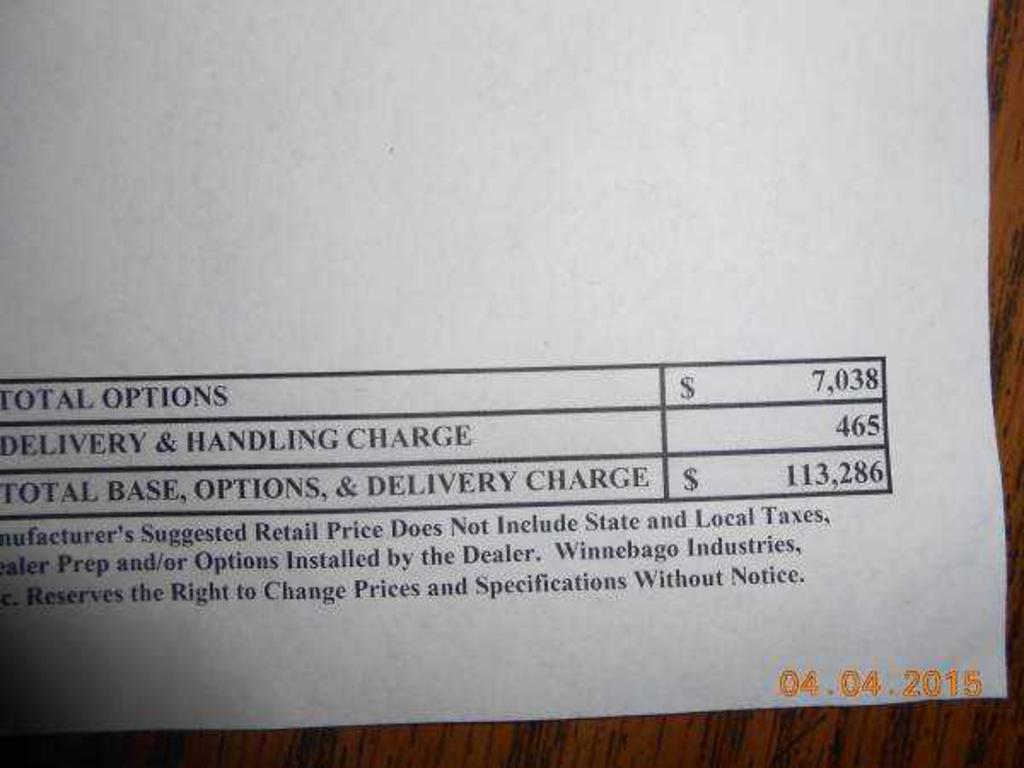 TOTAL OPTIONS $ 7,038
DELIVERY & HANDLING CHARGE 465
TOTAL BASE, OPTIONS, & DELIVERY CHARGE $ 113,286
nufacturer's Suggested Retail Price Does Not Include State and Local Taxes,
ealer Prep and/or Options Installed by the Dealer. Winnebago Industries,
c. Reserves the Right to Change Prices and Specifications Without Notice.
04.04.2015